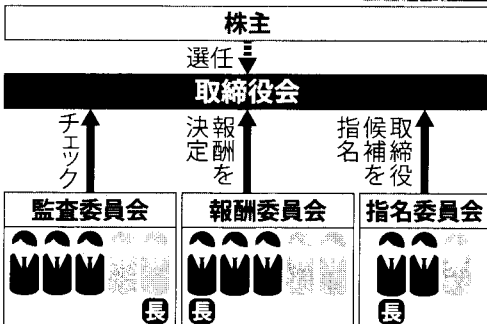 株主
選任
取締役会
チェック
報酬を
決定
取締役
候補を
指名
監査委員会
報酬委員会
指名委員会
長
長
長